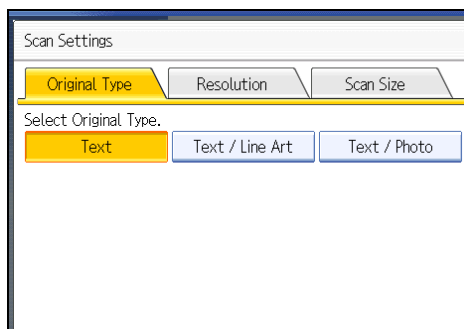 Scan Settings
Original Type Resolution Scan Size
Select Original Type.
Text Text / Line Art Text / Photo